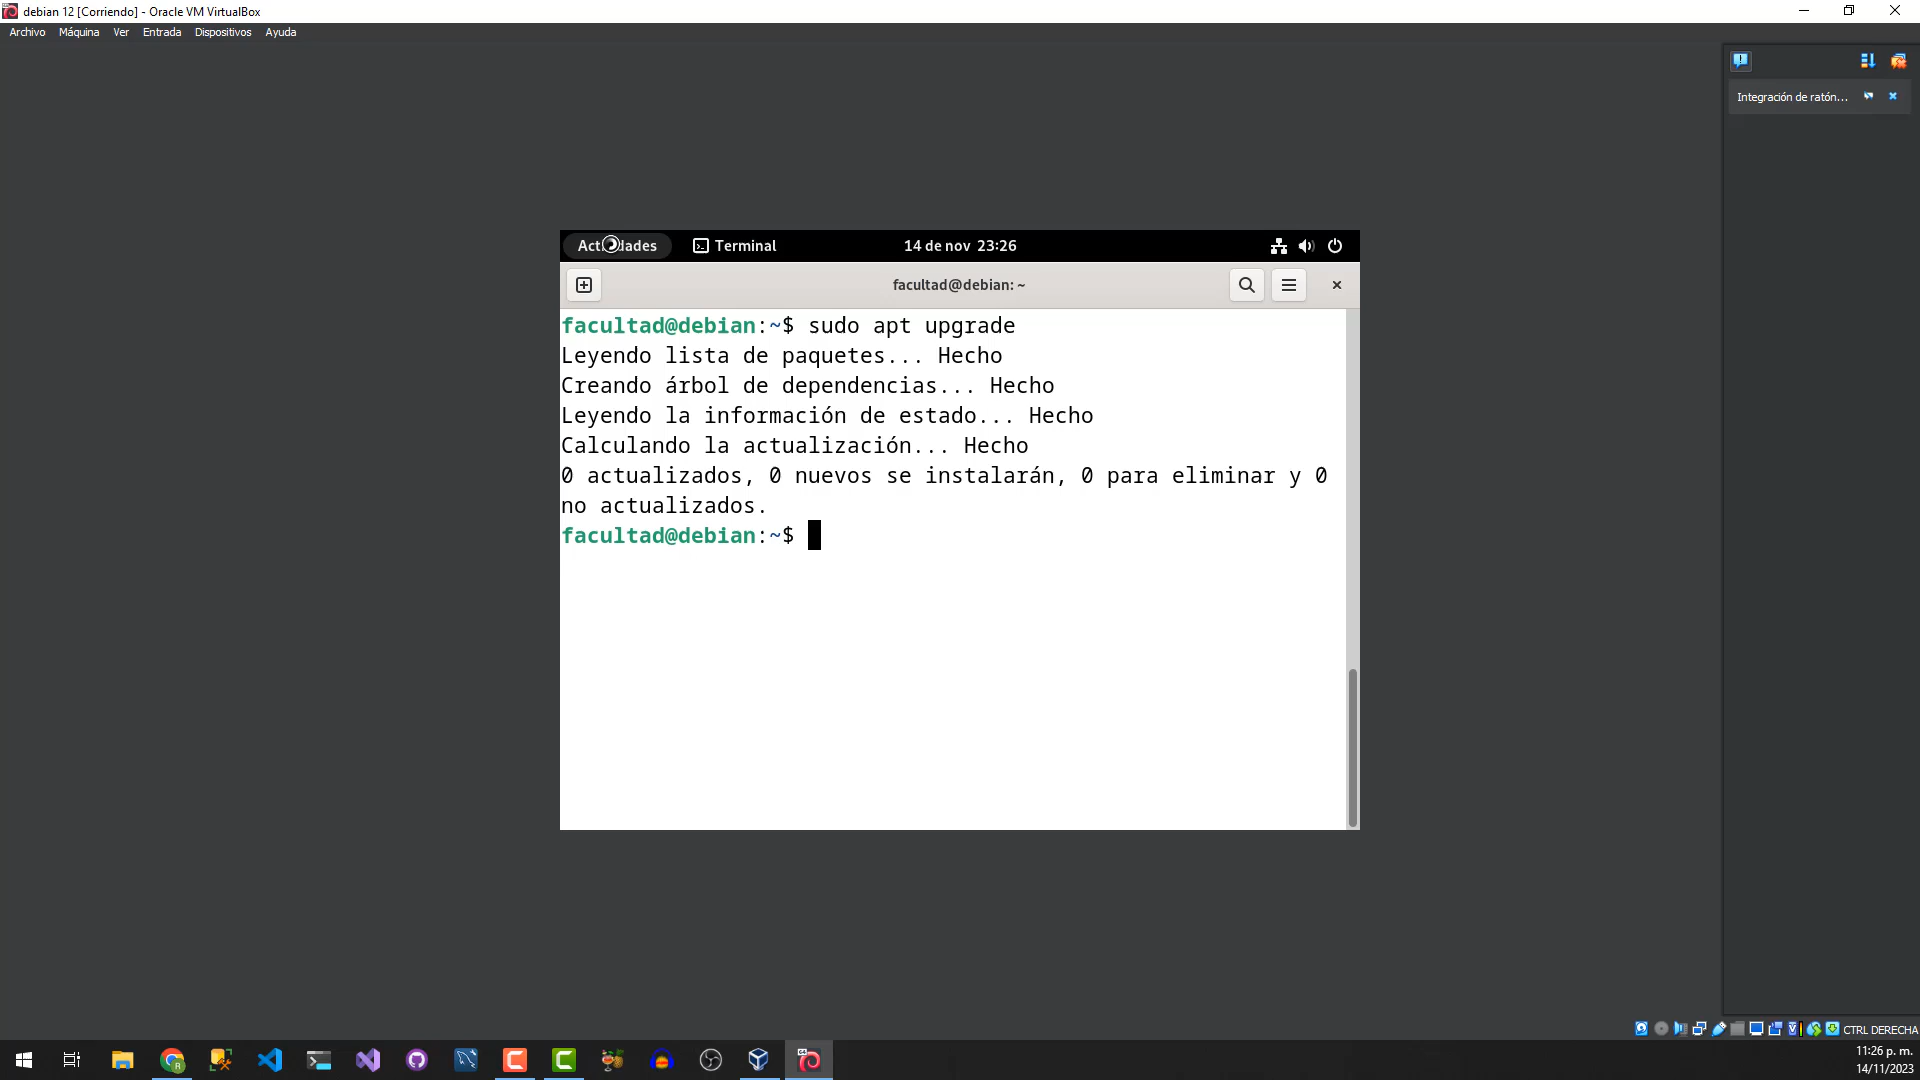 debian 12 [Corriendo] - Oracle VM VirtualBox
Archivo Máquina Ver Entrada Dispositivos Ayuda
Integración de ratón...
Terminal 14 de nov 23:26
facultad@debian: ~
facultad@debian:~$ sudo apt upgrade
Leyendo lista de paquetes... Hecho
Creando árbol de dependencias... Hecho
Leyendo la información de estado... Hecho
Calculando la actualización... Hecho
0 actualizados, 0 nuevos se instalarán, 0 para eliminar y 0
no actualizados.
facultad@debian:~$
CTRL DERECHA
11:26 p. m.
14/11/2023